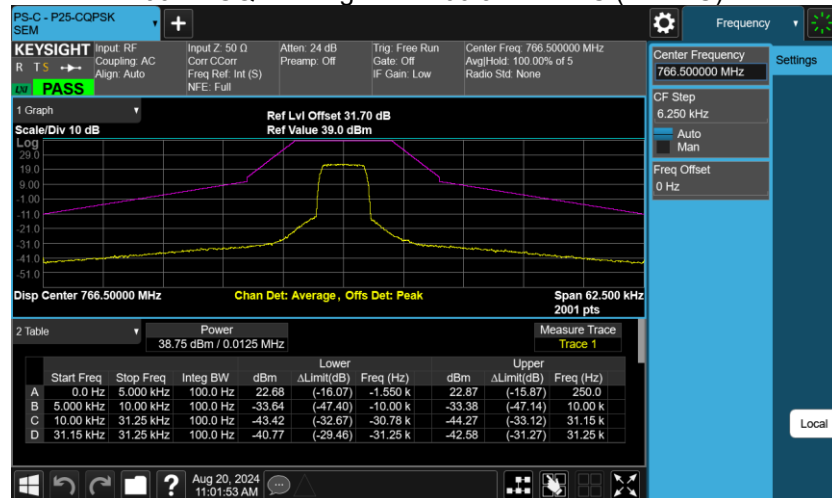 PS-C - P25-CQPSK
SEM
Frequency
KEYSIGHT
R T S
LXI PASS
Input: RF
Coupling: AC
Align: Auto
Input Z: 50 Ω
Corr CCorr
Freq Ref: Int (S)
NFE: Full
Atten: 24 dB
Preamp: Off
Trig: Free Run
Gate: Off
IF Gain: Low
Center Freq: 766.500000 MHz
Avg|Hold: 100.00% of 5
Radio Std: None
Center Frequency
766.500000 MHz
Settings
CF Step
6.250 kHz
Auto
Man
Freq Offset
0 Hz
Local
1 Graph
Scale/Div 10 dB
Ref Lvl Offset 31.70 dB
Ref Value 39.0 dBm
Log
29.0
19.0
9.00
-1.00
-11.0
-21.0
-31.0
-41.0
-51.0
Disp Center 766.50000 MHz
Chan Det: Average, Offs Det: Peak
Span 62.500 kHz
2001 pts
2 Table
Power
38.75 dBm / 0.0125 MHz
Measure Trace
Trace 1
Lower Upper
Start Freq Stop Freq Integ BW dBm ΔLimit(dB) Freq (Hz) dBm ΔLimit(dB) Freq (Hz)
A 0.0 Hz 5.000 kHz 100.0 Hz 22.68 (-16.07) -1.550 k 22.87 (-15.87) 250.0
B 5.000 kHz 10.00 kHz 100.0 Hz -33.64 (-47.40) -10.00 k -33.38 (-47.14) 10.00 k
C 10.00 kHz 31.25 kHz 100.0 Hz -43.42 (-32.67) -30.78 k -44.27 (-33.12) 31.15 k
D 31.15 kHz 31.25 kHz 100.0 Hz -40.77 (-29.46) -31.25 k -42.58 (-31.27) 31.25 k
?
Aug 20, 2024
11:01:53 AM